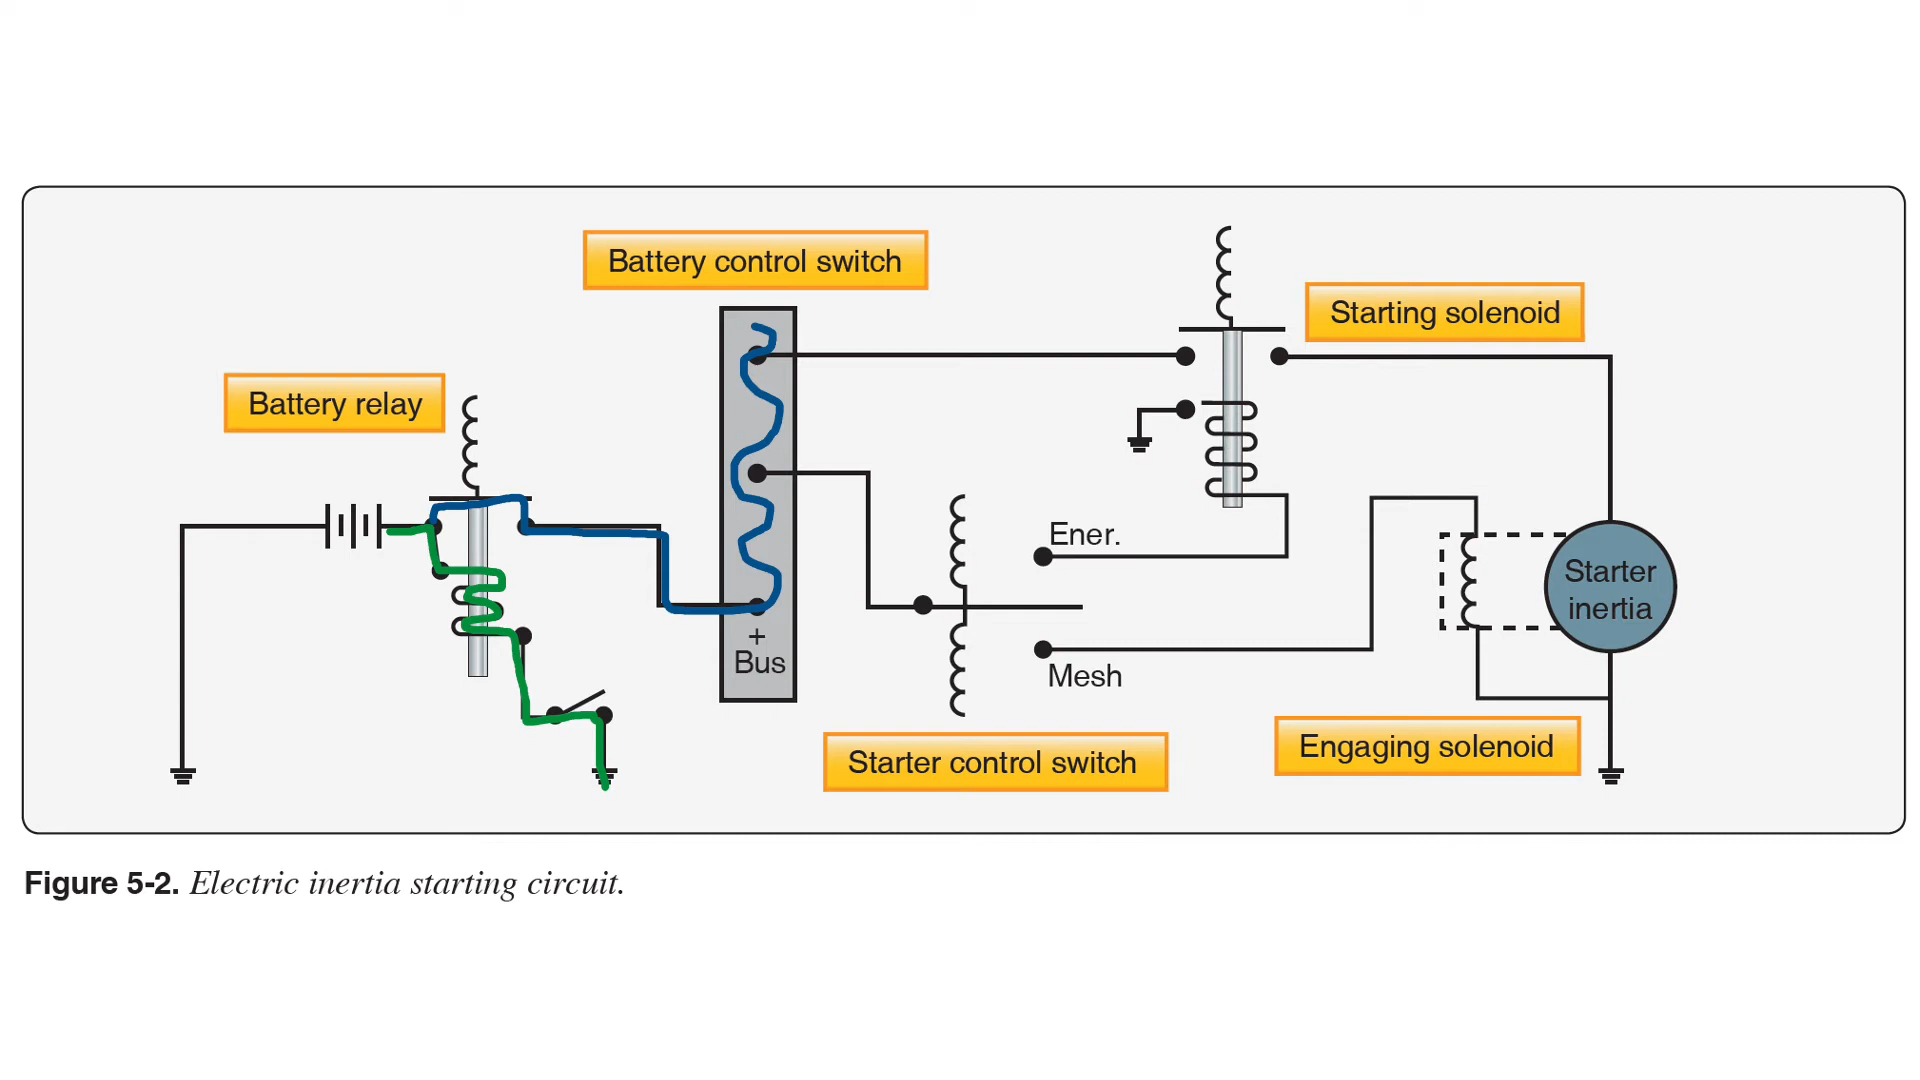 Battery control switch
Starting solenoid
Battery relay
Ener.
Starter
inertia
+
Bus
Mesh
Engaging solenoid
Starter control switch
Figure 5-2. Electric inertia starting circuit.